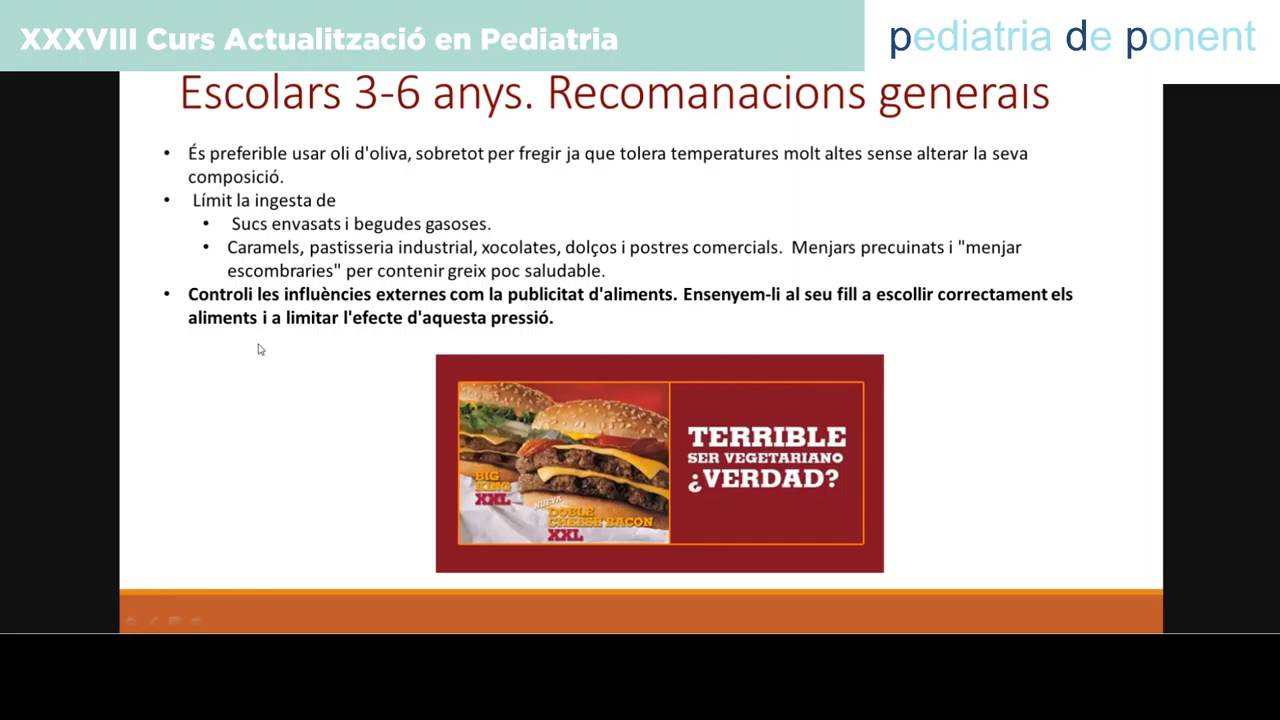 XXXVIII Curs Actualització en Pediatria
pediatria de ponent
Escolars 3-6 anys. Recomanacions generals
• És preferible usar oli d'oliva, sobretot per fregir ja que tolera temperatures molt altes sense alterar la seva
composició.
• Límit la ingesta de
• Sucs envasats i begudes gasoses.
• Caramels, pastisseria industrial, xocolates, dolços i postres comercials. Menjars precuinats i "menjar
escombraries" per contenir greix poc saludable.
• Controli les influències externes com la publicitat d'aliments. Ensenyem-li al seu fill a escollir correctament els
aliments i a limitar l'efecte d'aquesta pressió.
TERRIBLE
SER VEGETARIANO
¿VERDAD?
BIG
KING
XXL
NUEVA
DOBLE
CHEESE BACON
XXL